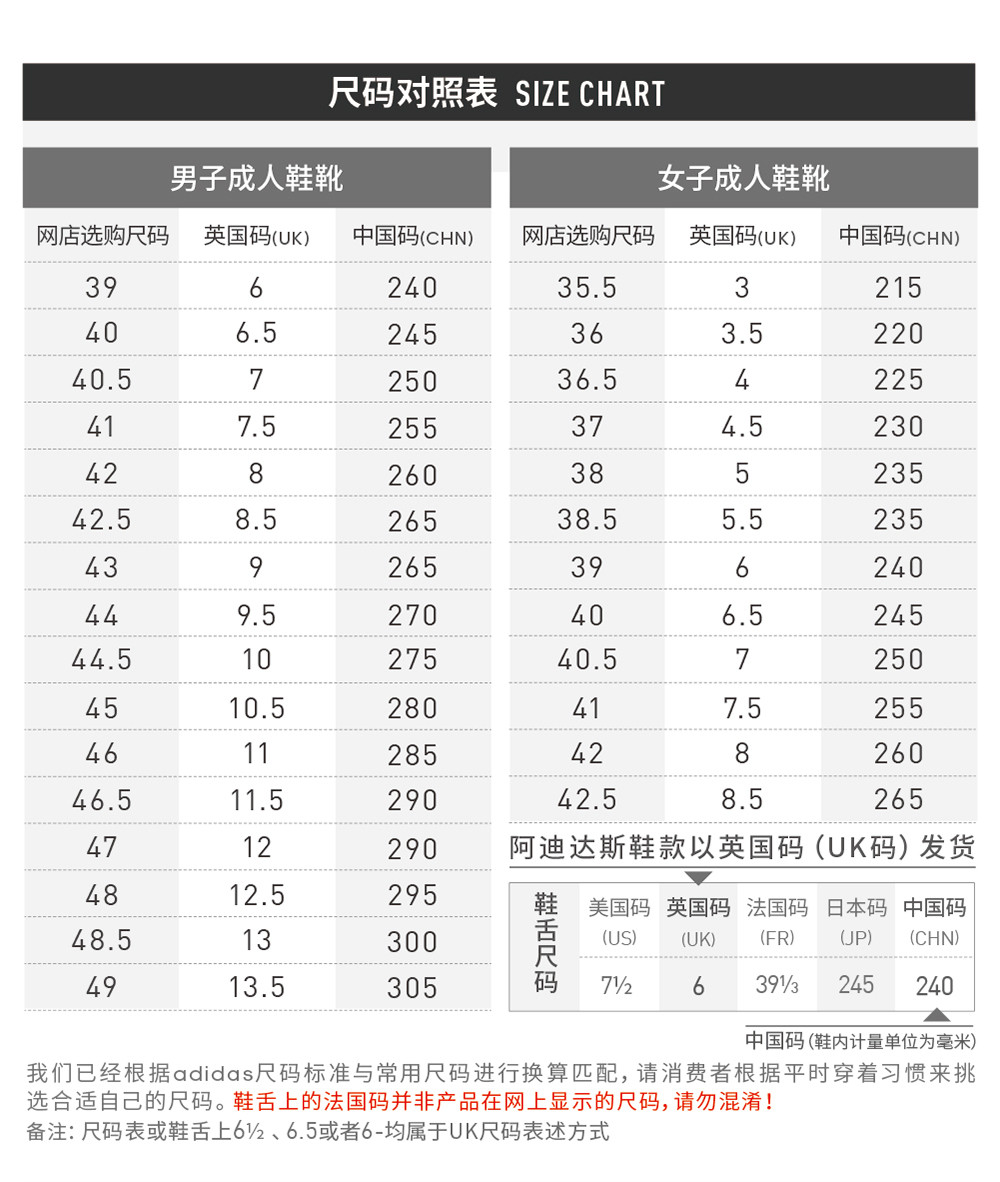 尺码对照表 SIZE CHART
男子成人鞋靴
网店选购尺码 英国码(UK) 中国码(CHN)
39 6 240
40 6.5 245
40.5 7 250
41 7.5 255
42 8 260
42.5 8.5 265
43 9 265
44 9.5 270
44.5 10 275
45 10.5 280
46 11 285
46.5 11.5 290
47 12 290
48 12.5 295
48.5 13 300
49 13.5 305
女子成人鞋靴
网店选购尺码 英国码(UK) 中国码(CHN)
35.5 3 215
36 3.5 220
36.5 4 225
37 4.5 230
38 5 235
38.5 5.5 235
39 6 240
40 6.5 245
40.5 7 250
41 7.5 255
42 8 260
42.5 8.5 265
阿迪达斯鞋款以英国码（UK码）发货
鞋舌尺码
美国码 英国码 法国码 日本码 中国码
(US) (UK) (FR) (JP) (CHN)
7½ 6 39⅓ 245 240
中国码(鞋内计量单位为毫米)
我们已经根据adidas尺码标准与常用尺码进行换算匹配，请消费者根据平时穿着习惯来挑
选合适自己的尺码。鞋舌上的法国码并非产品在网上显示的尺码，请勿混淆！
备注: 尺码表或鞋舌上6½ 、6.5或者6-均属于UK尺码表述方式